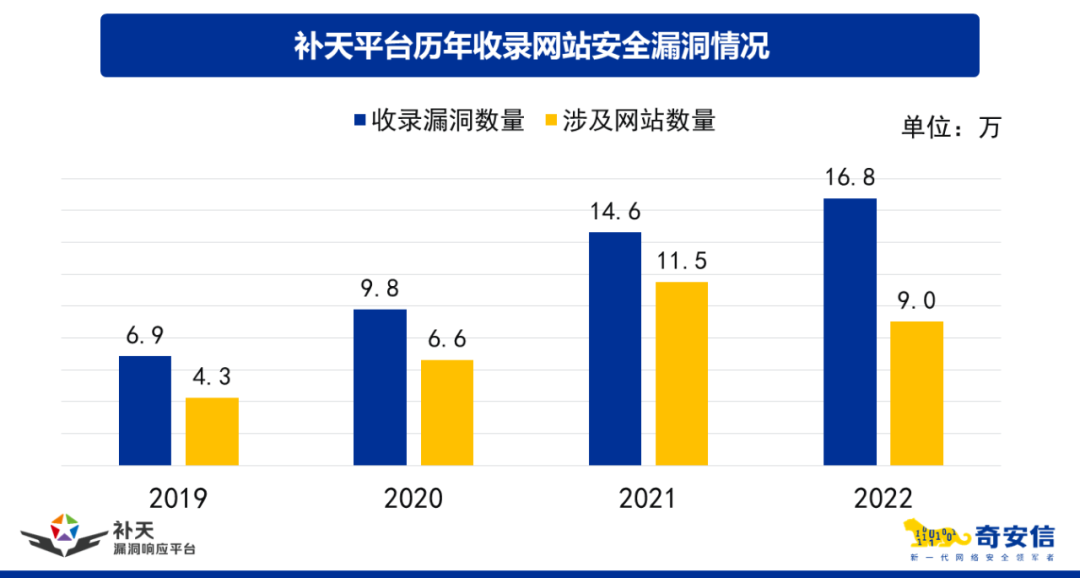 补天平台历年收录网站安全漏洞情况
收录漏洞数量 涉及网站数量
单位：万
6.9
4.3
9.8
6.6
14.6
11.5
16.8
9.0
2019 2020 2021 2022
补天
漏洞响应平台
奇安信
新一代网络安全领军者